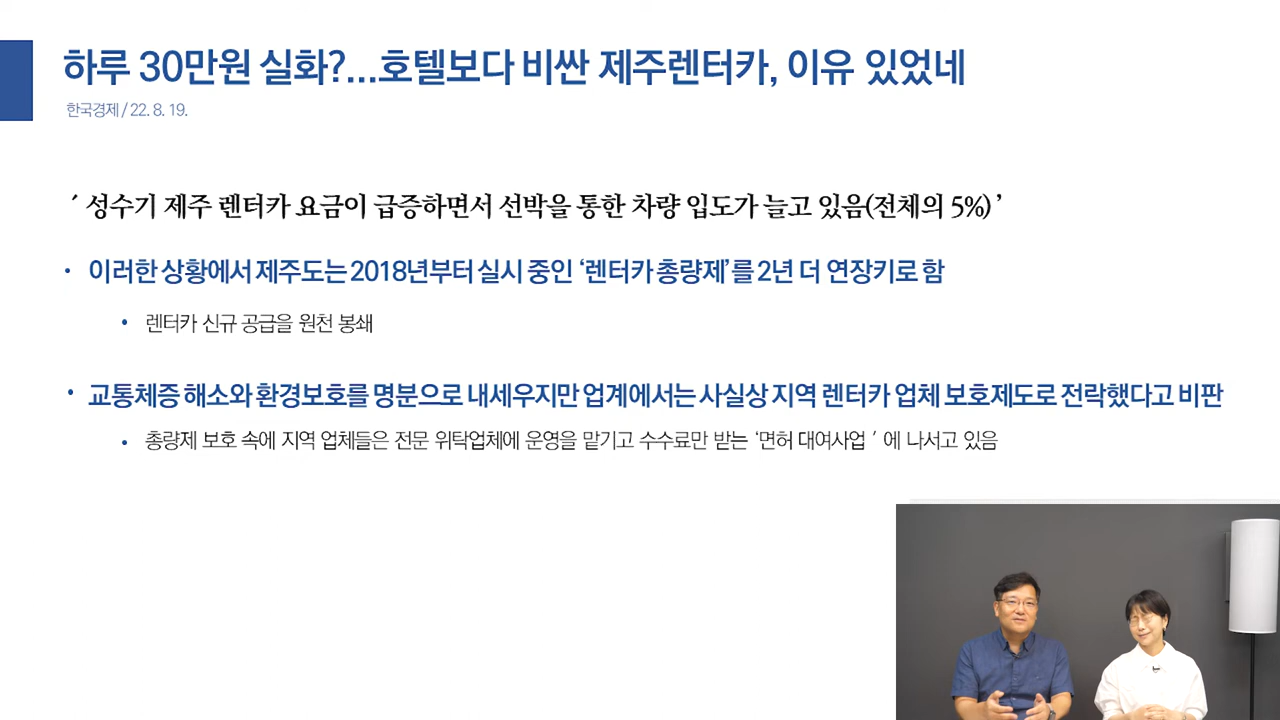 하루 30만원 실화?...호텔보다 비싼 제주렌터카, 이유 있었네
한국경제 / 22. 8. 19.
´ 성수기 제주 렌터카 요금이 급증하면서 선박을 통한 차량 입도가 늘고 있음(전체의 5%) ’
• 이러한 상황에서 제주도는 2018년부터 실시 중인 ‘렌터카 총량제’를 2년 더 연장키로 함
• 렌터카 신규 공급을 원천 봉쇄
• 교통체증 해소와 환경보호를 명분으로 내세우지만 업계에서는 사실상 지역 렌터카 업체 보호제도로 전락했다고 비판
• 총량제 보호 속에 지역 업체들은 전문 위탁업체에 운영을 맡기고 수수료만 받는 ‘면허 대여사업 ´ 에 나서고 있음